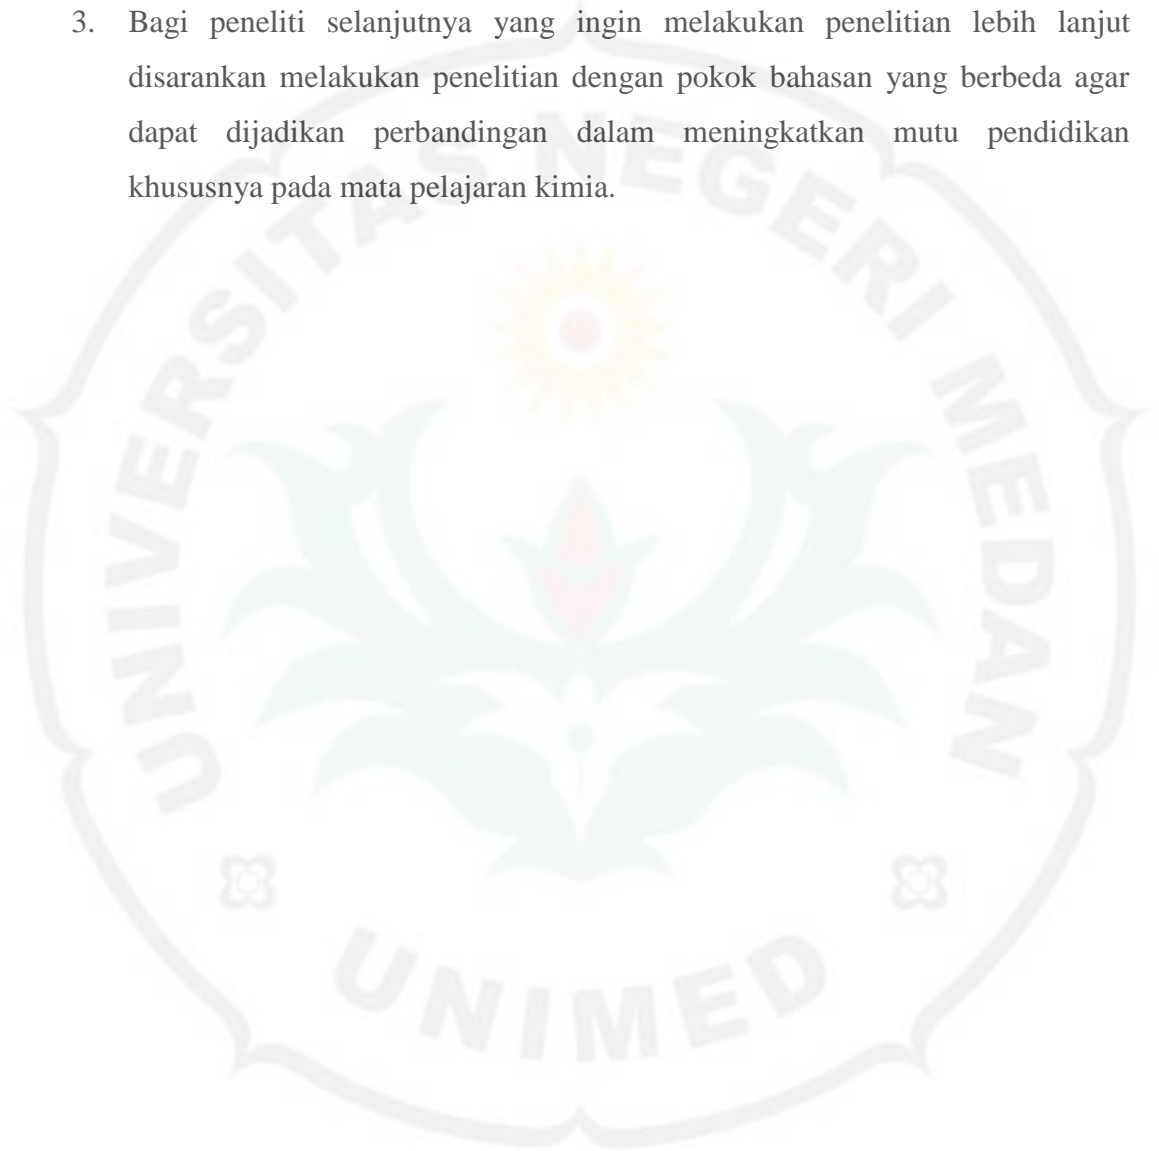 3. Bagi peneliti selanjutnya yang ingin melakukan penelitian lebih lanjut
disarankan melakukan penelitian dengan pokok bahasan yang berbeda agar
dapat dijadikan perbandingan dalam meningkatkan mutu pendidikan
khususnya pada mata pelajaran kimia.
UNIVERSITAS NEGERI MEDAN
UNIMED